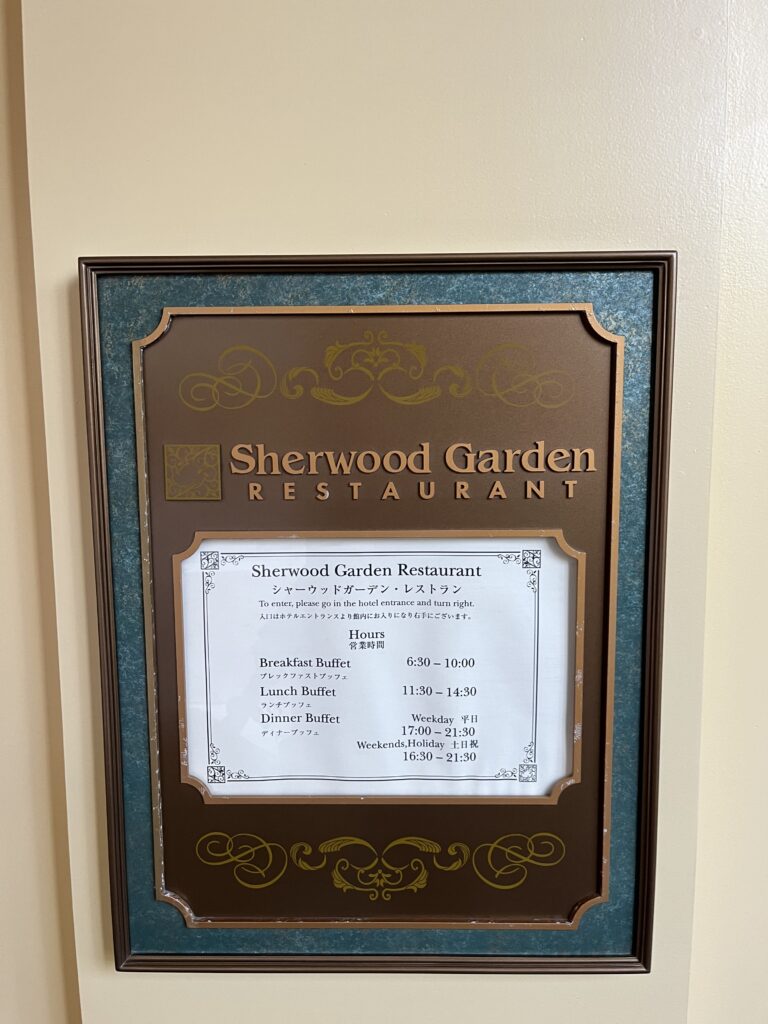 Sherwood Garden
RESTAURANT
Sherwood Garden Restaurant
シャーウッドガーデン・レストラン
To enter, please go in the hotel entrance and turn right.
入口はホテルエントランスより館内にお入りになり右手にございます。
Hours
営業時間
Breakfast Buffet 6:30 – 10:00
ブレックファストブッフェ
Lunch Buffet 11:30 – 14:30
ランチブッフェ
Dinner Buffet Weekday 平日
ディナーブッフェ 17:00 – 21:30
Weekends,Holiday 土日祝
16:30 – 21:30